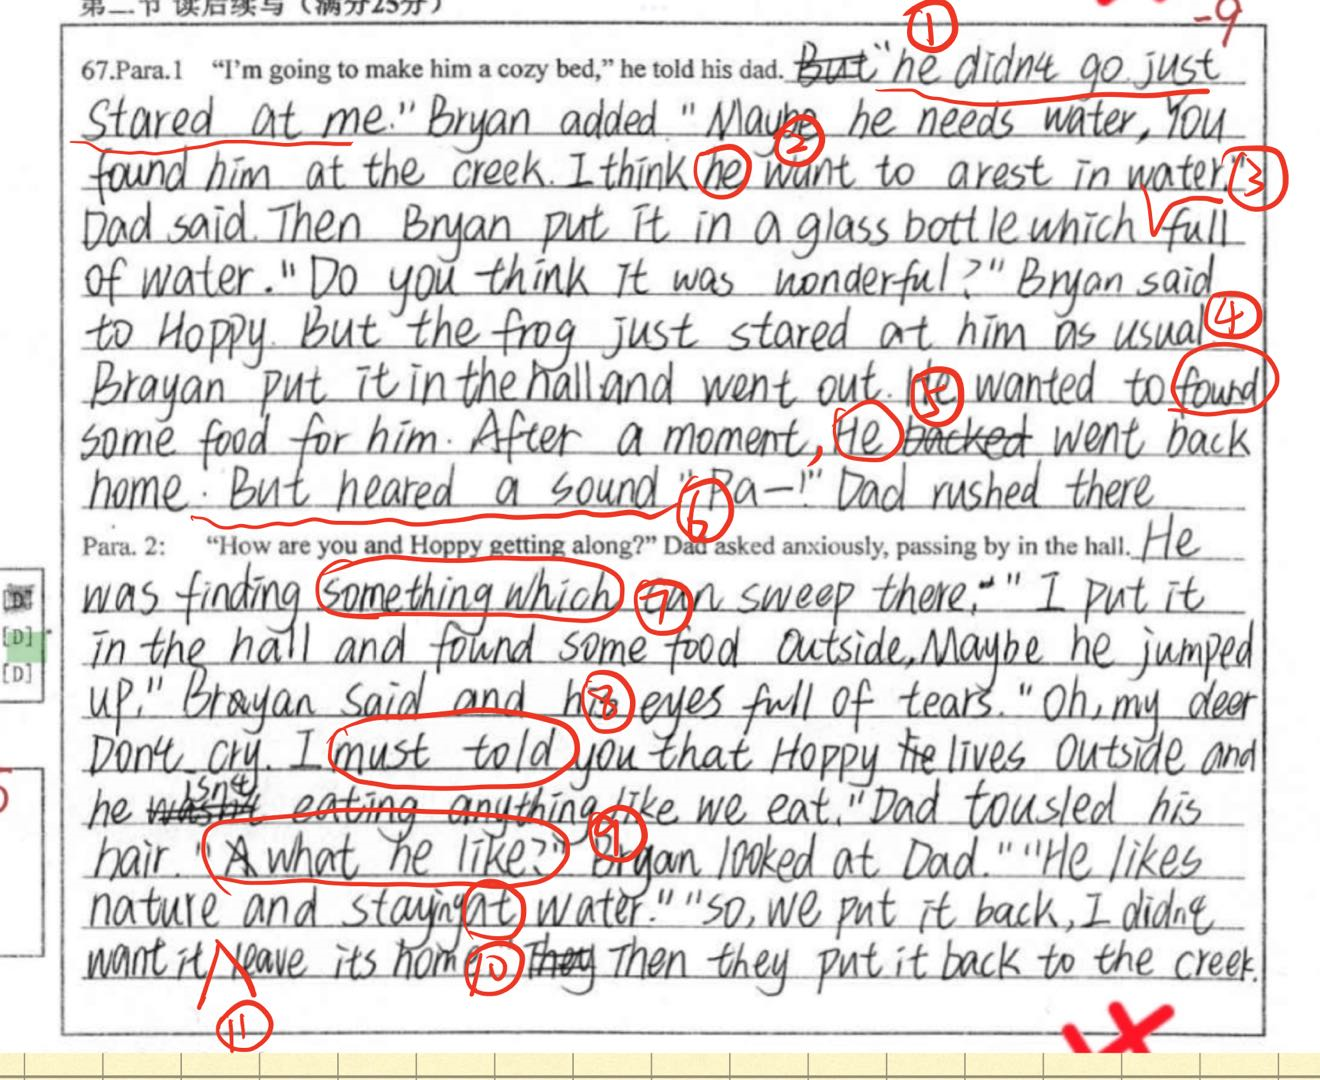 第二节 读后续写（满分25分）
-9
①
67.Para.1 “I’m going to make him a cozy bed,” he told his dad. But "he didn't go just
Stared at me." Bryan added "Maybe he needs water, You
②
found him at the creek. I think he want to arest in water." ③
Dad said. Then Bryan put it in a glass bottle which full
of water. "Do you think it was wonderful?" Bryan said
to Hoppy. But the frog just stared at him as usual ④
Brayan put it in the hall and went out. He wanted to found
⑤
some food for him. After a moment, He backed went back
home. But heared a sound "Pa—!" Dad rushed there
⑥
Para. 2: “How are you and Hoppy getting along?” Dad asked anxiously, passing by in the hall. He
was finding something which can sweep there." "I put it
⑦
in the hall and found some food outside, Maybe he jumped
up." Brayan said and his eyes full of tears. "Oh, my deer
⑧
Don't cry. I must told you that Hoppy he lives outside and
isn't
he wasn't eating anything like we eat." Dad tousled his
⑨
hair. "A what he like?" Bryan looked at Dad. ""He likes
nature and staying at water." "so, we put it back, I didn't
want it leave its home They Then they put it back to the creek.
⑩
⑪
[D]
[D]
[D]